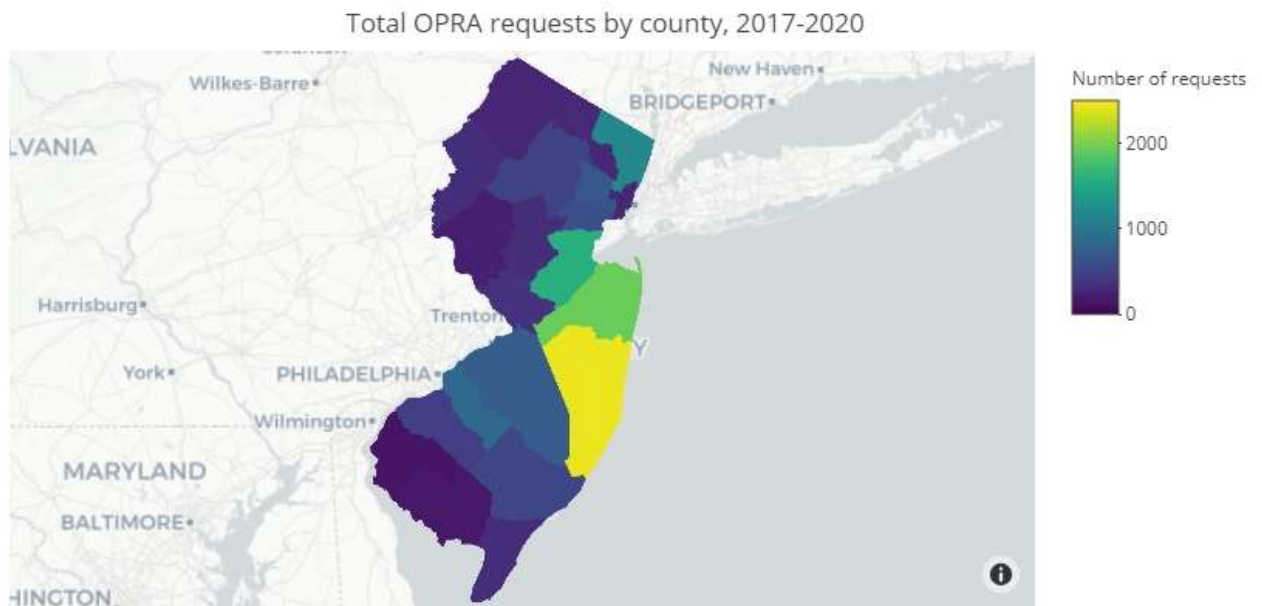 Total OPRA requests by county, 2017-2020
Wilkes-Barre
New Haven
BRIDGEPORT
Number of requests
2000
1000
0
LVANIA
Harrisburg
Trenton
Y
York
PHILADELPHIA
Wilmington
MARYLAND
BALTIMORE
HINGTON
i